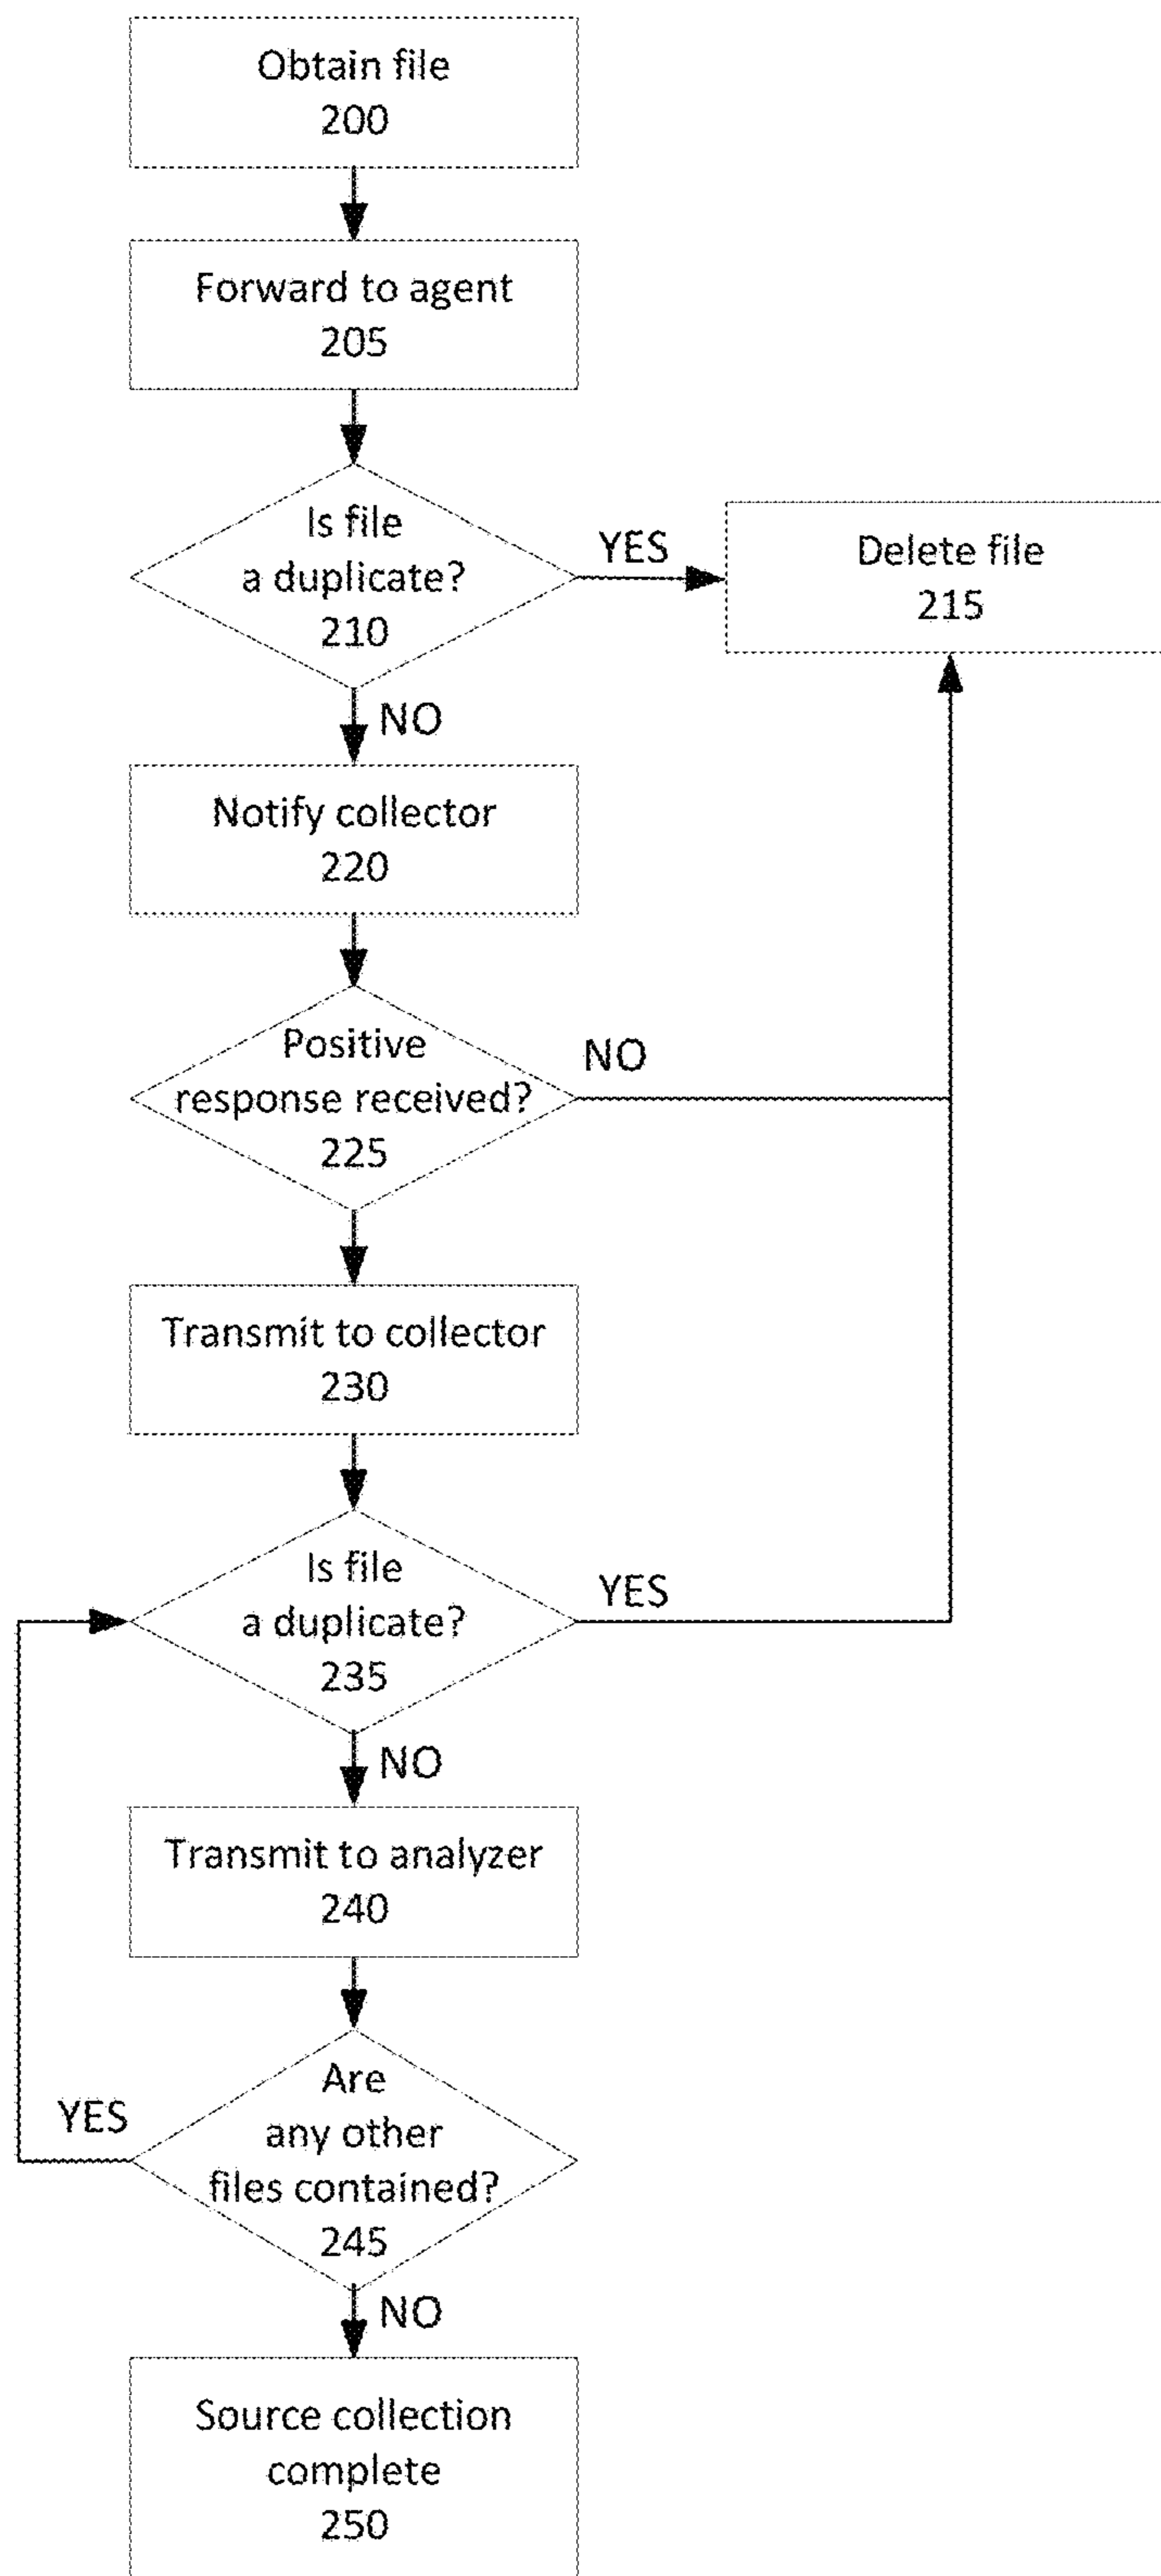 Obtain file
200
Forward to agent
205
Is file
a duplicate?
210
YES
Delete file
215
NO
Notify collector
220
Positive
response received?
225
NO
Transmit to collector
230
Is file
a duplicate?
235
YES
NO
Transmit to analyzer
240
Are
any other
files contained?
245
YES
NO
Source collection
complete
250